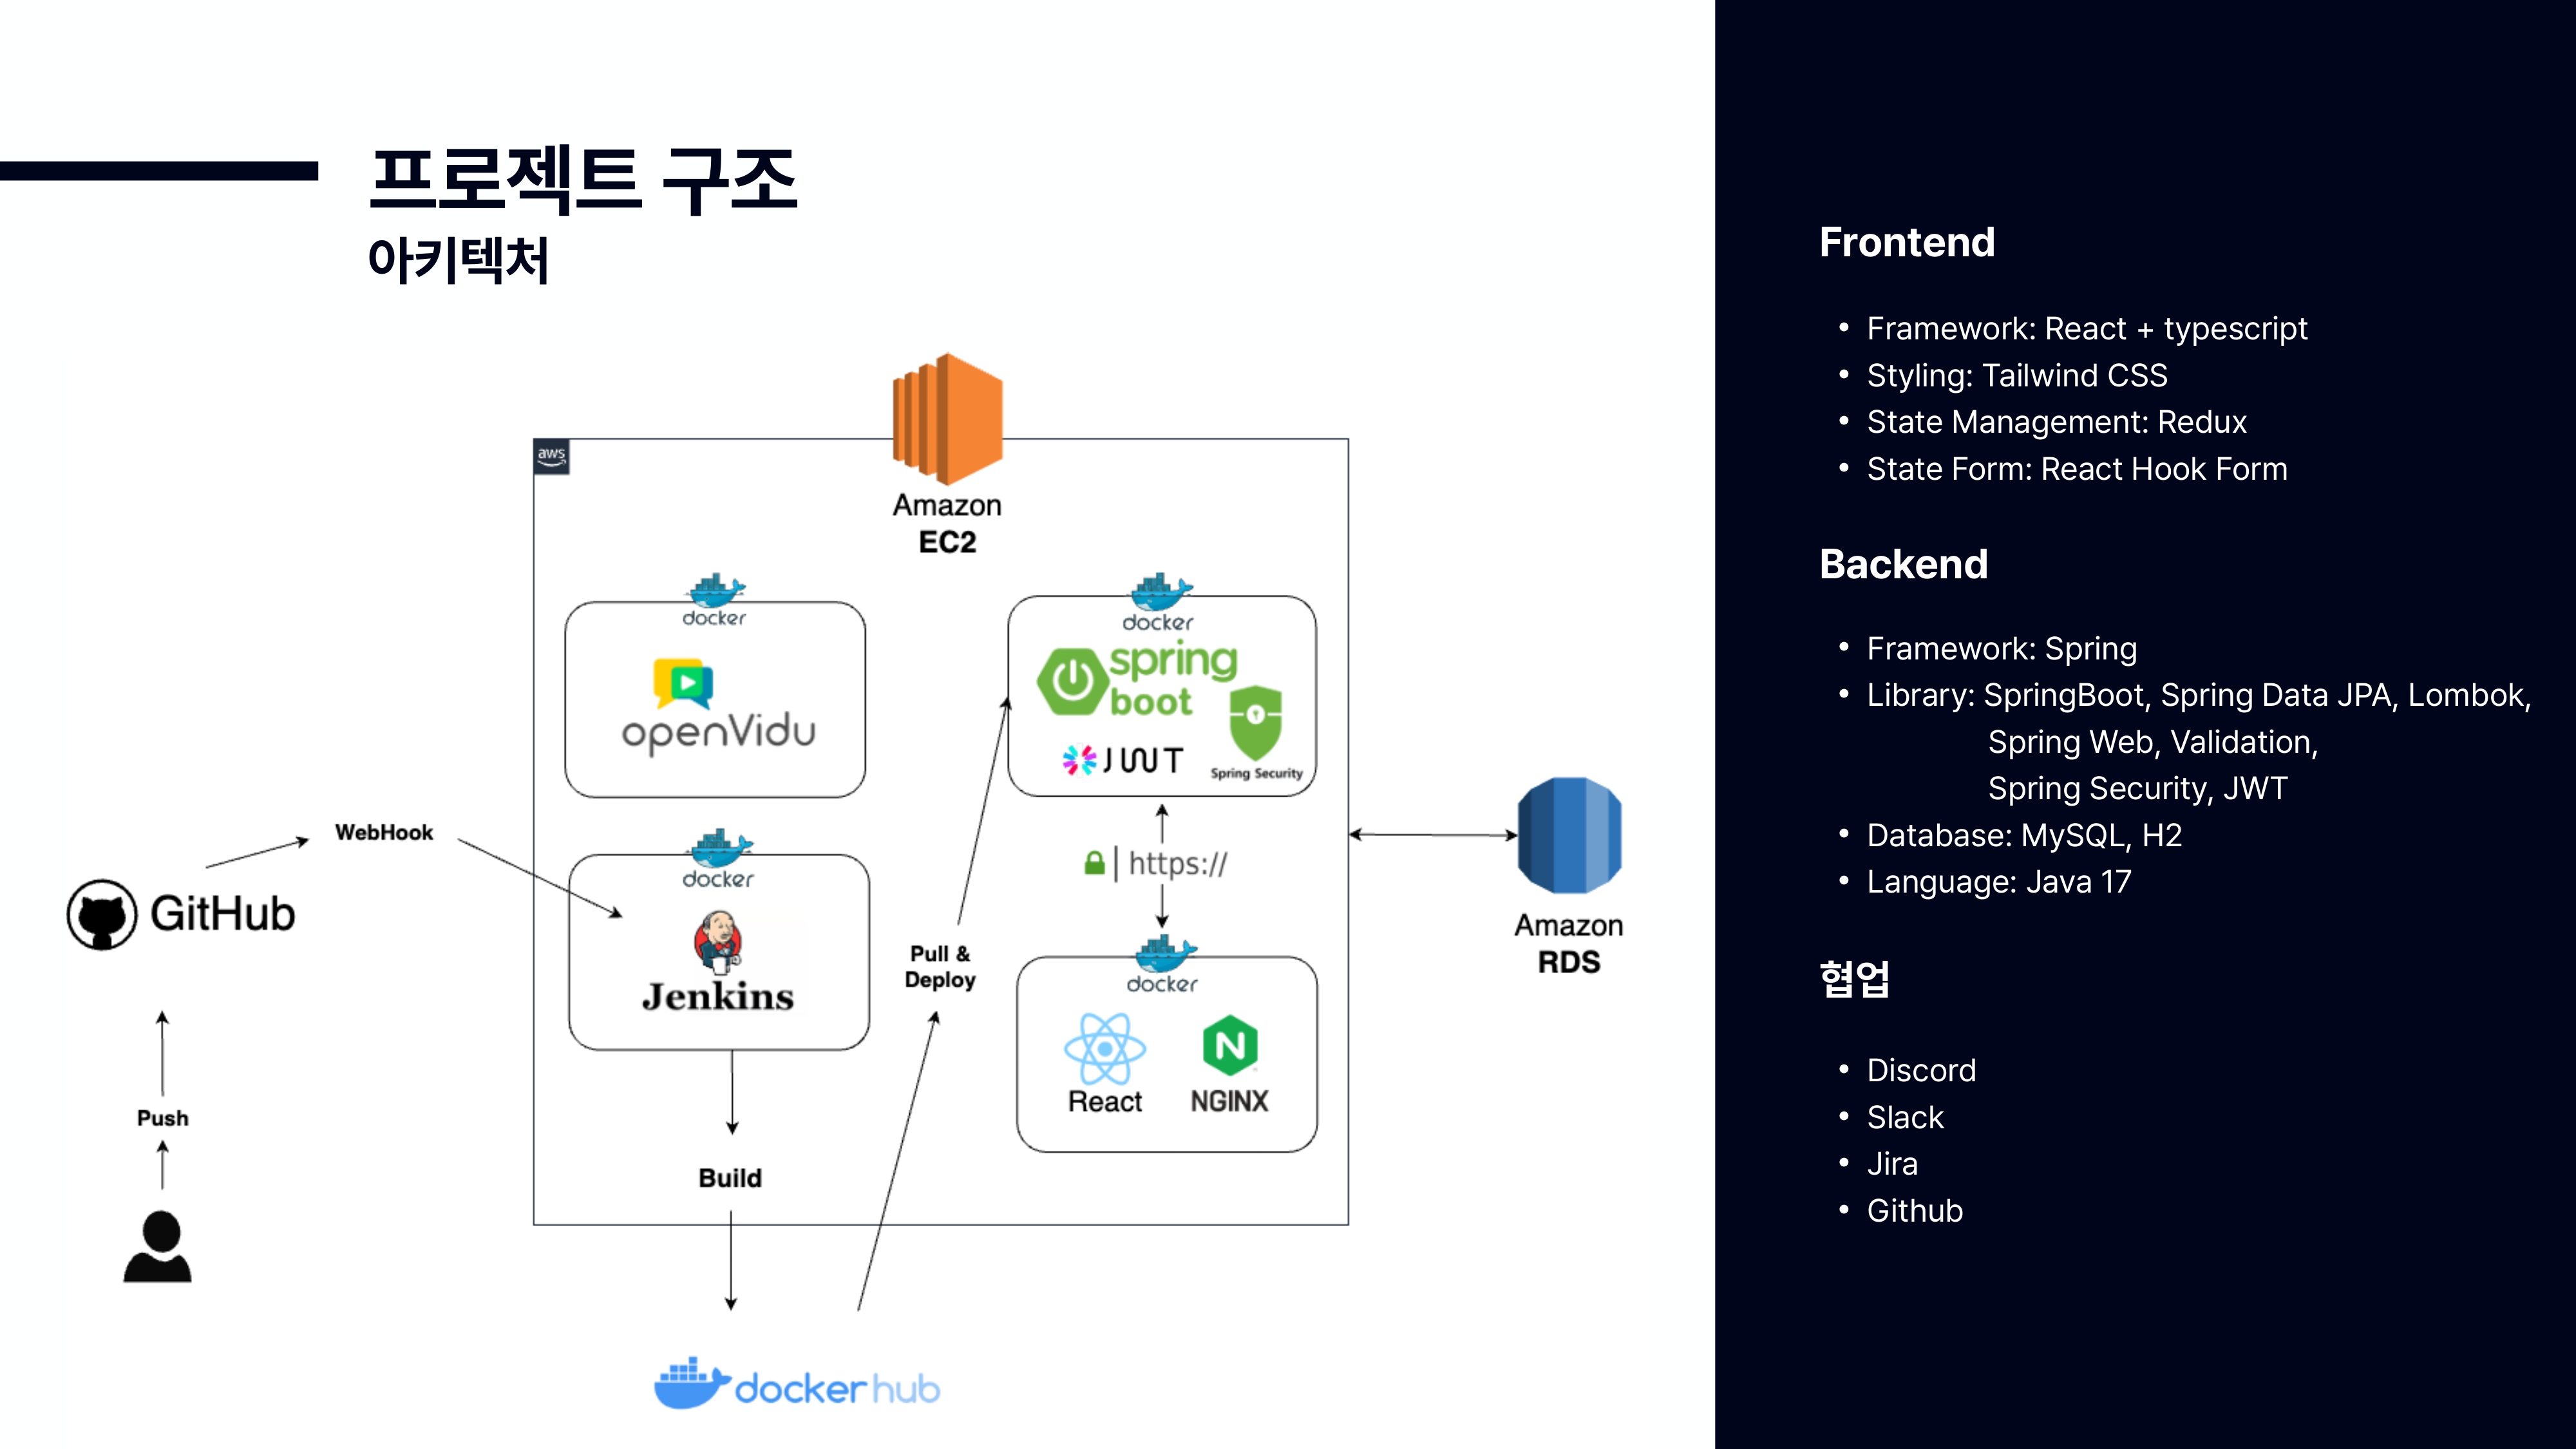 프로젝트 구조
아키텍처
aws
Amazon
EC2
docker
openVidu
docker
spring
boot
JWT
Spring Security
WebHook
GitHub
docker
Jenkins
https://
Pull &
Deploy
docker
React
NGINX
Amazon
RDS
Push
Build
dockerhub
Frontend
• Framework: React + typescript
• Styling: Tailwind CSS
• State Management: Redux
• State Form: React Hook Form
Backend
• Framework: Spring
• Library: SpringBoot, Spring Data JPA, Lombok,
Spring Web, Validation,
Spring Security, JWT
• Database: MySQL, H2
• Language: Java 17
협업
• Discord
• Slack
• Jira
• Github